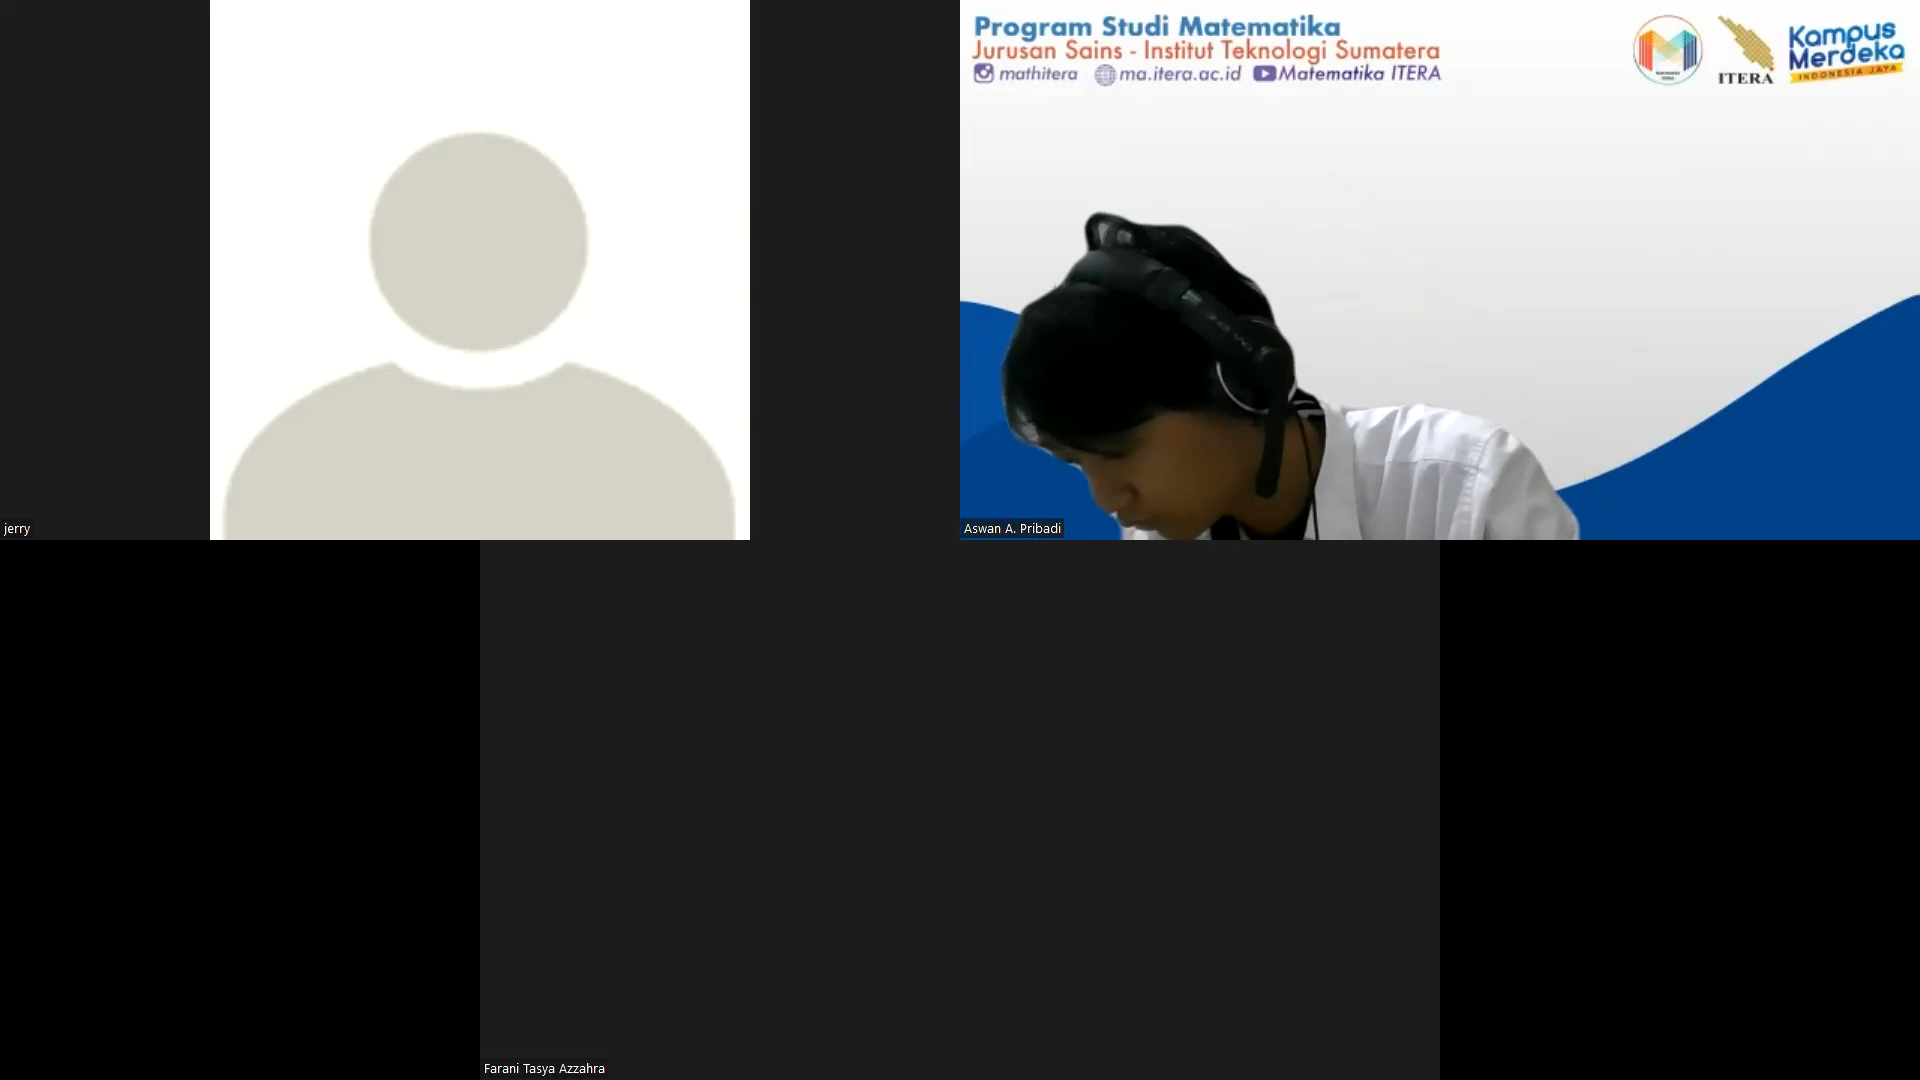 Program Studi Matematika
Jurusan Sains - Institut Teknologi Sumatera
mathitera ma.itera.ac.id Matematika ITERA
ITERA
Kampus
Merdeka
INDONESIA JAYA
jerry
Aswan A. Pribadi
Farani Tasya Azzahra